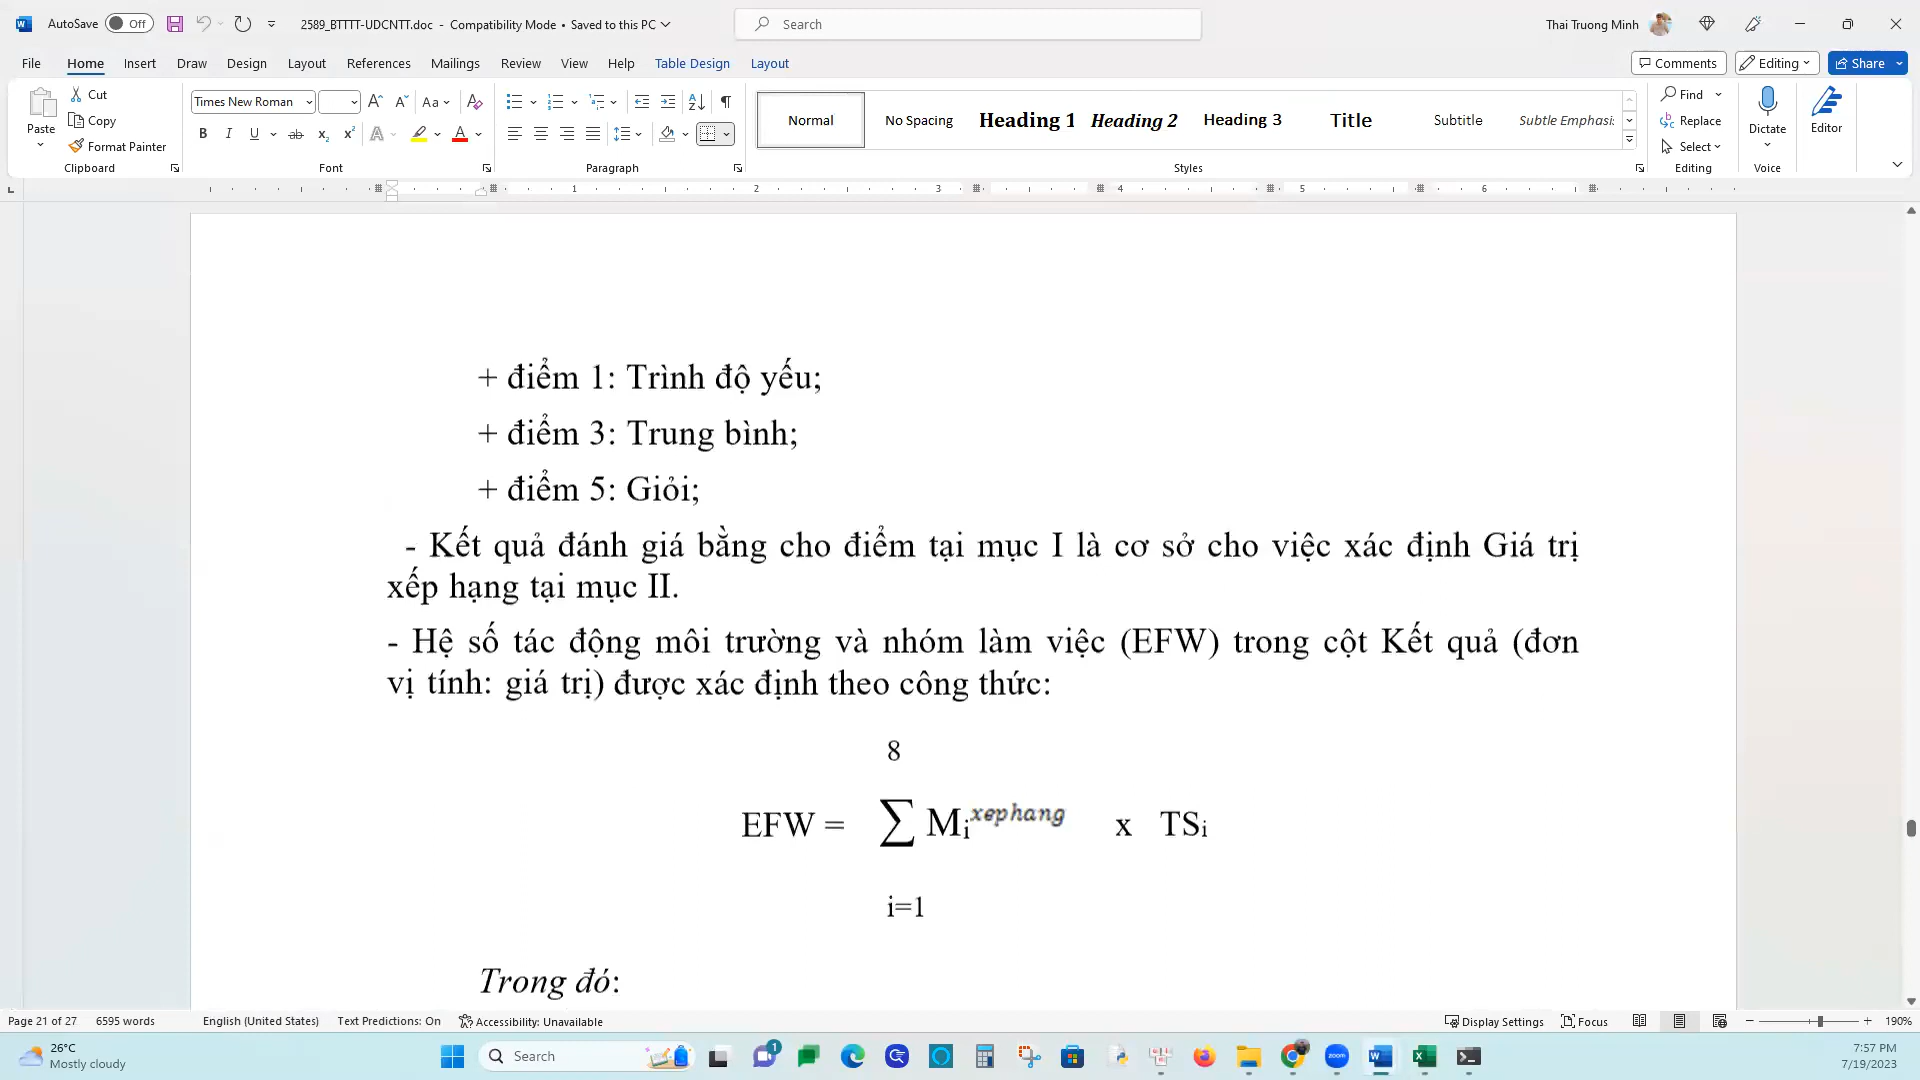 AutoSave Off 2589_BTTTT-UDCNTT.doc - Compatibility Mode • Saved to this PC Search Thai Truong Minh
File Home Insert Draw Design Layout References Mailings Review View Help Table Design Layout Comments Editing Share
Paste Cut Copy Format Painter Clipboard
Times New Roman Font
Paragraph
Normal No Spacing Heading 1 Heading 2 Heading 3 Title Subtitle Subtle Emphasis Styles
Find Replace Select Editing
Dictate Voice
Editor
1 2 3 4 5 6
+ điểm 1: Trình độ yếu;
+ điểm 3: Trung bình;
+ điểm 5: Giỏi;
- Kết quả đánh giá bằng cho điểm tại mục I là cơ sở cho việc xác định Giá trị
xếp hạng tại mục II.
- Hệ số tác động môi trường và nhóm làm việc (EFW) trong cột Kết quả (đơn
vị tính: giá trị) được xác định theo công thức:
8
EFW = ∑ Mi xephang x TSi
i=1
Trong đó:
Page 21 of 27 6595 words English (United States) Text Predictions: On Accessibility: Unavailable Display Settings Focus 190%
26°C
Mostly cloudy
Search
1
zoom
7:57 PM
7/19/2023